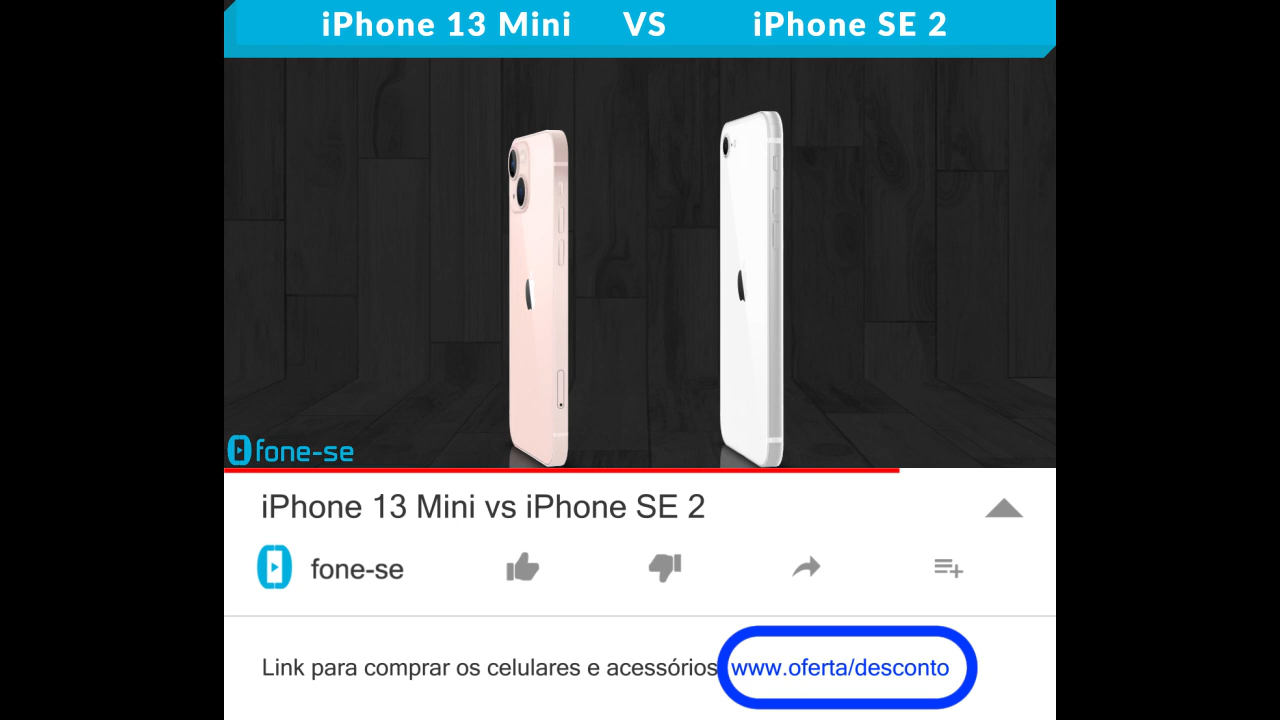 iPhone 13 Mini VS iPhone SE 2
fone-se
iPhone 13 Mini vs iPhone SE 2
fone-se
Link para comprar os celulares e acessórios www.oferta/desconto